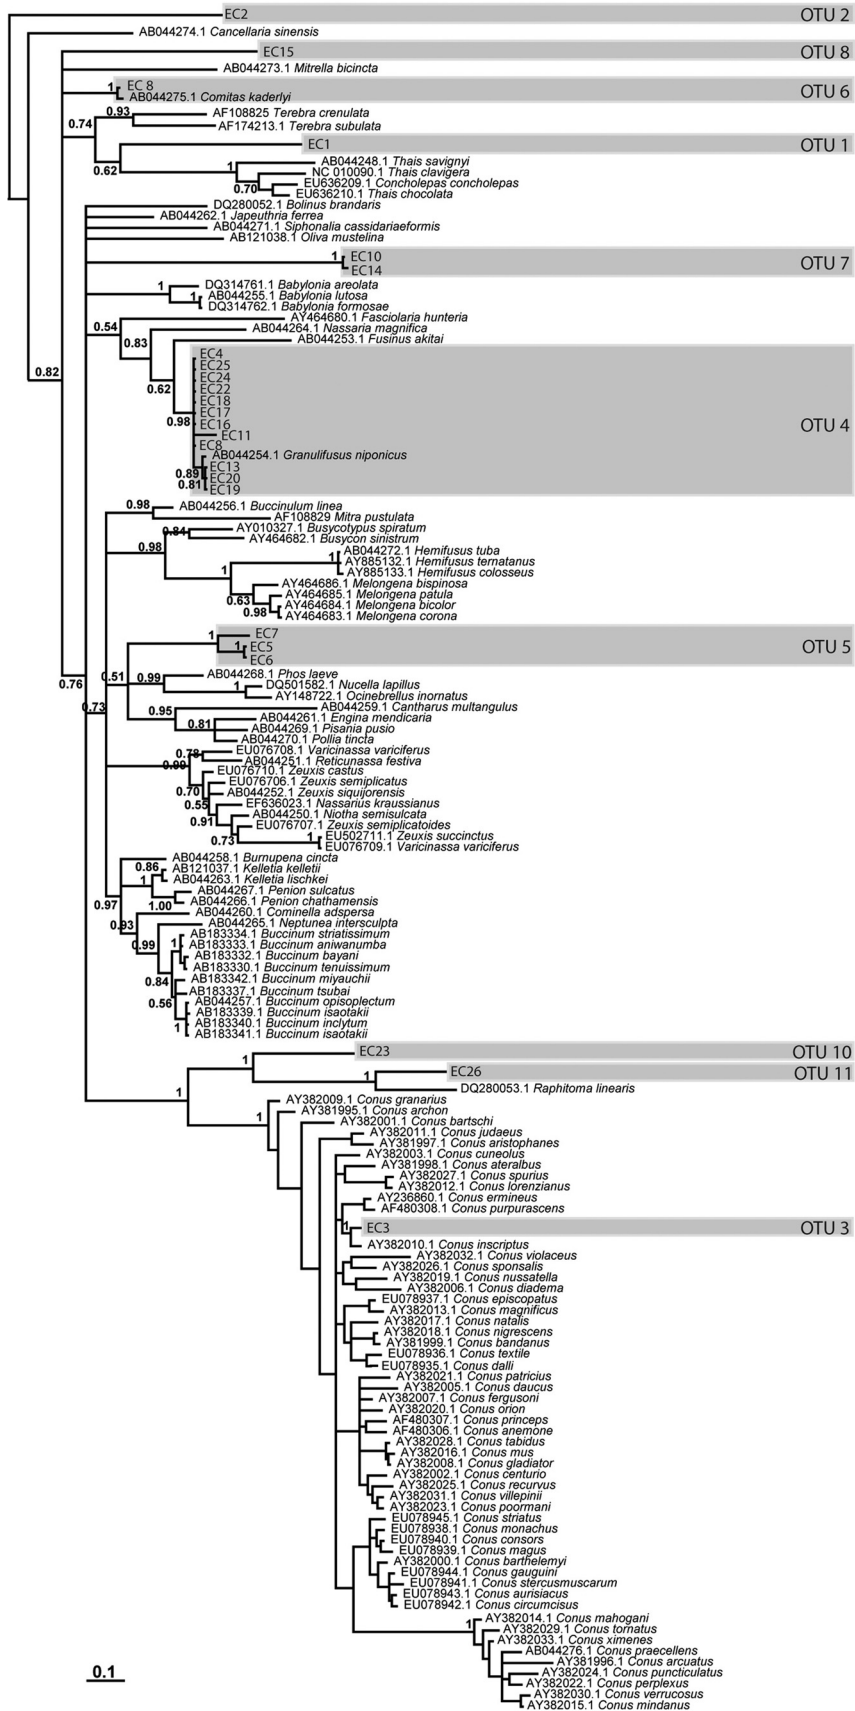 EC2 OTU 2
AB044274.1 Cancellaria sinensis
EC15 OTU 8
AB044273.1 Mitrella bicincta
1 EC 8 OTU 6
AB044275.1 Comitas kaderlyi
0.93 AF108825 Terebra crenulata
0.74
AF174213.1 Terebra subulata
EC1 OTU 1
0.62
1 AB044248.1 Thais savignyi
NC 010090.1 Thais clavigera
0.70 EU636209.1 Concholepas concholepas
EU636210.1 Thais chocolata
DQ280052.1 Bolinus brandaris
AB044262.1 Japeuthria ferrea
AB044271.1 Siphonalia cassidariaeformis
AB121038.1 Oliva mustelina
1 EC10 OTU 7
EC14
1 DQ314761.1 Babylonia areolata
1 AB044255.1 Babylonia lutosa
DQ314762.1 Babylonia formosae
0.54 AY464680.1 Fasciolaria hunteria
AB044264.1 Nassaria magnifica
0.83 AB044253.1 Fusinus akitai
EC4
EC25
0.82
EC24
0.62 EC22
EC18
EC17
0.98 EC16 OTU 4
EC11
EC8
AB044254.1 Granulifusus niponicus
0.89 EC13
0.81 EC20
EC19
0.98 AB044256.1 Buccinulum linea
AF108829 Mitra pustulata
0.84 AY010327.1 Busycotypus spiratum
AY464682.1 Busycon sinistrum
0.98
1 AB044272.1 Hemifusus tuba
AY885132.1 Hemifusus ternatanus
1 AY885133.1 Hemifusus colosseus
AY464686.1 Melongena bispinosa
0.63 AY464685.1 Melongena patula
0.98 AY464684.1 Melongena bicolor
AY464683.1 Melongena corona
1 EC7
1 EC5 OTU 5
EC6
0.76 0.51 0.99 AB044268.1 Phos laeve
1 DQ501582.1 Nucella lapillus
AY148722.1 Ocinebrellus inornatus
0.73 0.95 AB044259.1 Cantharus multangulus
AB044261.1 Engina mendicaria
0.81 AB044269.1 Pisania pusio
AB044270.1 Pollia tincta
0.78 EU076708.1 Varicinassa variciferus
0.99 AB044251.1 Reticunassa festiva
EU076710.1 Zeuxis castus
EU076706.1 Zeuxis semiplicatus
0.70 AB044252.1 Zeuxis siquijorensis
0.55 EF636023.1 Nassarius kraussianus
AB044250.1 Niotha semisulcata
0.91 EU076707.1 Zeuxis semiplicatoides
0.73 1 EU502711.1 Zeuxis succinctus
EU076709.1 Varicinassa variciferus
AB044258.1 Burnupena cincta
0.86 AB121037.1 Kelletia kelletii
1 AB044263.1 Kelletia lischkei
AB044267.1 Penion sulcatus
0.97 1.00 AB044266.1 Penion chathamensis
AB044260.1 Cominella adspersa
0.93 AB044265.1 Neptunea intersculpta
AB183334.1 Buccinum striatissimum
0.99 1 AB183333.1 Buccinum aniwanumba
AB183332.1 Buccinum bayani
AB183330.1 Buccinum tenuissimum
0.84 AB183342.1 Buccinum miyauchii
AB183337.1 Buccinum tsubai
0.56 AB044257.1 Buccinum opisoplectum
AB183339.1 Buccinum isaotakii
1 AB183340.1 Buccinum inclytum
AB183341.1 Buccinum isaotakii
1 EC23 OTU 10
1 EC26 OTU 11
1 DQ280053.1 Raphitoma linearis
AY382009.1 Conus granarius
1 AY381995.1 Conus archon
AY382001.1 Conus bartschi
AY382011.1 Conus judaeus
AY381997.1 Conus aristophanes
AY382003.1 Conus cuneolus
AY381998.1 Conus ateralbus
AY382027.1 Conus spurius
AY382012.1 Conus lorenzianus
AY236860.1 Conus ermineus
AF480308.1 Conus purpurascens
1 EC3 OTU 3
AY382010.1 Conus inscriptus
AY382032.1 Conus violaceus
AY382026.1 Conus sponsalis
AY382019.1 Conus nussatella
AY382006.1 Conus diadema
EU078937.1 Conus episcopatus
AY382013.1 Conus magnificus
AY382017.1 Conus natalis
AY382018.1 Conus nigrescens
AY381999.1 Conus bandanus
EU078936.1 Conus textile
EU078935.1 Conus dalli
AY382021.1 Conus patricius
AY382005.1 Conus daucus
AY382007.1 Conus fergusoni
AY382020.1 Conus orion
AF480307.1 Conus princeps
AF480306.1 Conus anemone
AY382028.1 Conus tabidus
AY382016.1 Conus mus
AY382008.1 Conus gladiator
AY382002.1 Conus centurio
AY382025.1 Conus recurvus
AY382031.1 Conus villepinii
AY382023.1 Conus poormani
EU078945.1 Conus striatus
EU078938.1 Conus monachus
EU078940.1 Conus consors
EU078939.1 Conus magus
AY382000.1 Conus barthelemyi
EU078944.1 Conus gauguini
EU078941.1 Conus stercusmuscarum
EU078943.1 Conus aurisiacus
EU078942.1 Conus circumcisus
1 AY382014.1 Conus mahogani
AY382029.1 Conus tornatus
AY382033.1 Conus ximenes
AB044276.1 Conus praecellens
AY381996.1 Conus arcuatus
AY382024.1 Conus puncticulatus
AY382022.1 Conus perplexus
AY382030.1 Conus verrucosus
AY382015.1 Conus mindanus
0.1